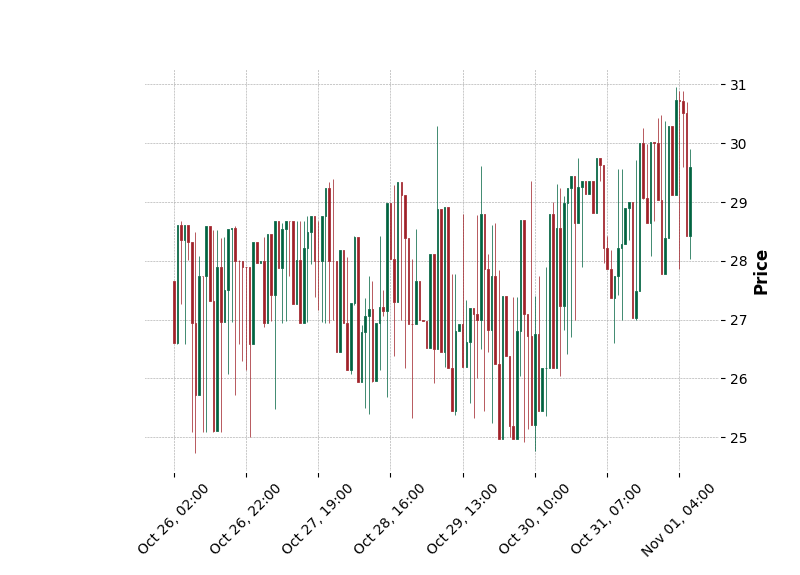 31
30
29
28
27
26
25
Price
Oct 26, 02:00
Oct 26, 22:00
Oct 27, 19:00
Oct 28, 16:00
Oct 29, 13:00
Oct 30, 10:00
Oct 31, 07:00
Nov 01, 04:00